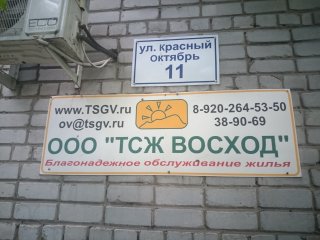 ул. красный
октябрь
11
www.TSGV.ru
ov@tsgv.ru
8-920-264-53-50
38-90-69
ООО "ТСЖ ВОСХОД"
Благонадежное обслуживание жилья